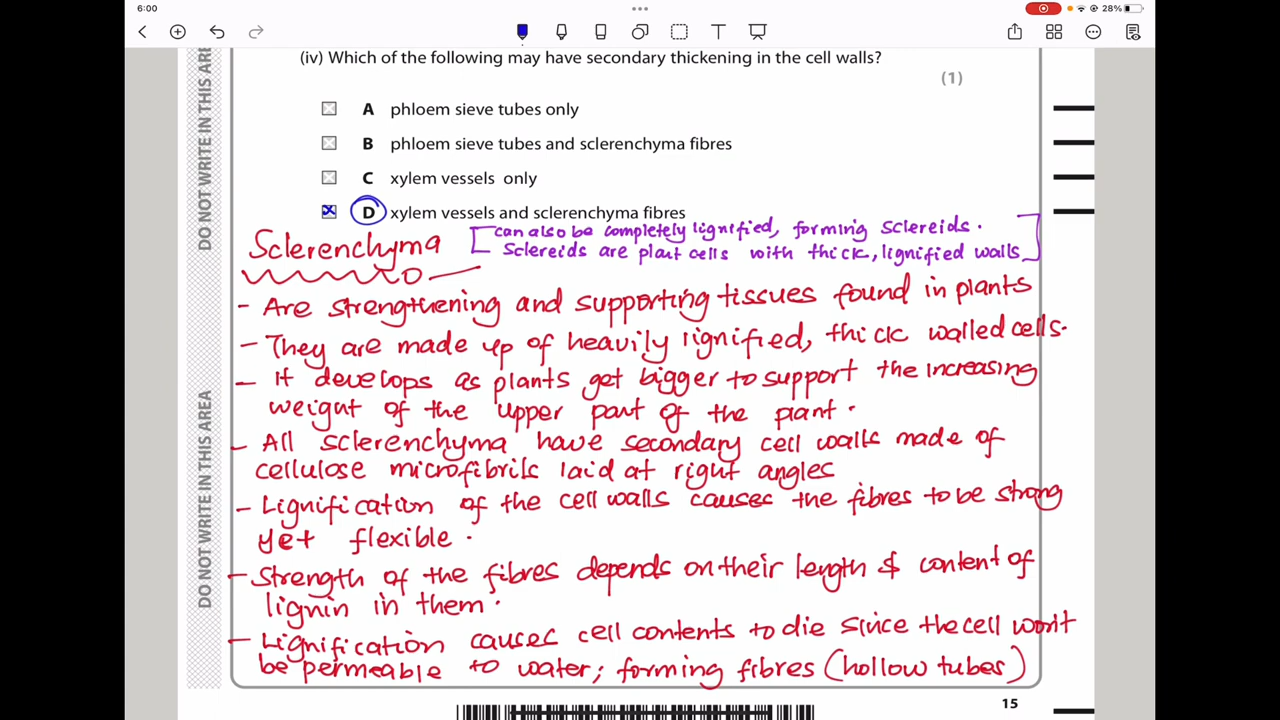 6:00
28%
(iv) Which of the following may have secondary thickening in the cell walls?
(1)
A phloem sieve tubes only
B phloem sieve tubes and sclerenchyma fibres
C xylem vessels only
D xylem vessels and sclerenchyma fibres
Sclerenchyma
[can also be completely lignified, forming Sclereids.
Sclereids are plant cells with thick, lignified walls]
- Are strengthening and supporting tissues found in plants
- They are made up of heavily lignified, thick walled cells.
- It develops as plants get bigger to support the increasing
weight of the upper part of the plant.
- All sclerenchyma have secondary cell walls made of
cellulose microfibrils laid at right angles
- Lignification of the cell walls causes the fibres to be strong
yet flexible.
- Strength of the fibres depends on their length & content of
lignin in them.
- Lignification causes cell contents to die since the cell won't
be permeable to water; forming fibres (hollow tubes)
DO NOT WRITE IN THIS ARE
DO NOT WRITE IN THIS AREA
15